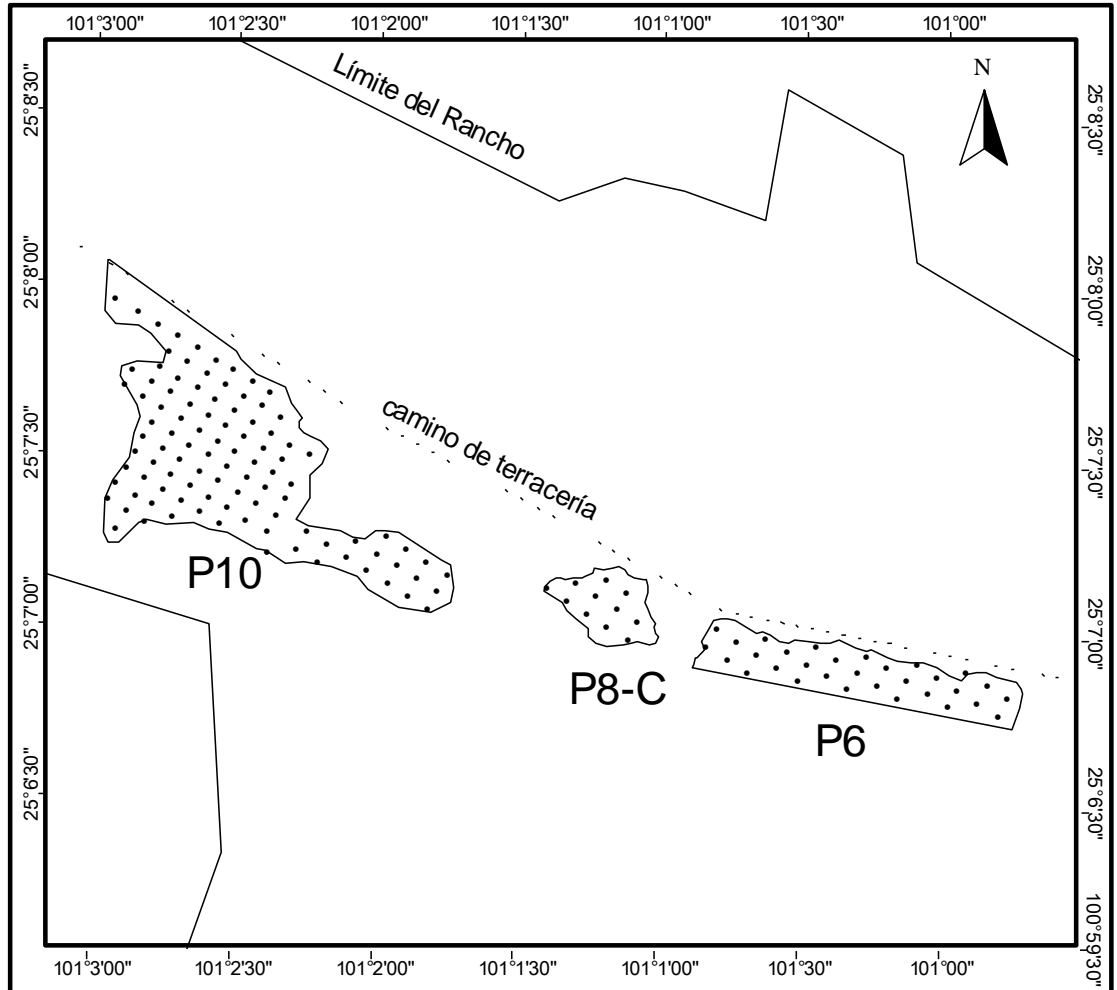 101°3'00" 101°2'30" 101°2'00" 101°1'30" 101°1'00" 101°0'30" 101°00"
N
Límite del Rancho
25°8'30" 25°8'30"
25°8'00" 25°8'00"
camino de terracería
25°7'30" 25°7'30"
P10
25°7'00" 25°7'00"
P8-C
P6
25°6'30" 25°6'30"
100°59'30"
101°3'00" 101°2'30" 101°2'00" 101°1'30" 101°1'00" 101°0'30" 101°00"